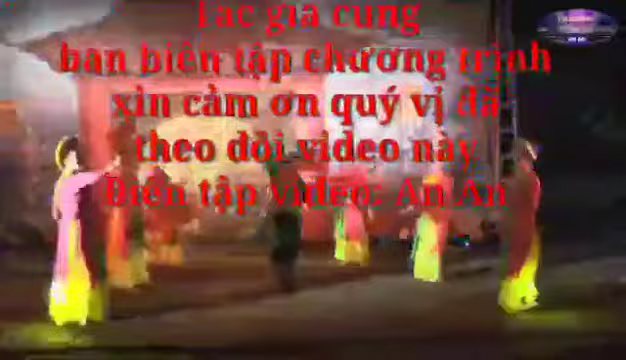 Tác giả cùng
ban biên tập chương trình
xin cảm ơn quý vị đã
theo dõi video này
Biên tập video: An An